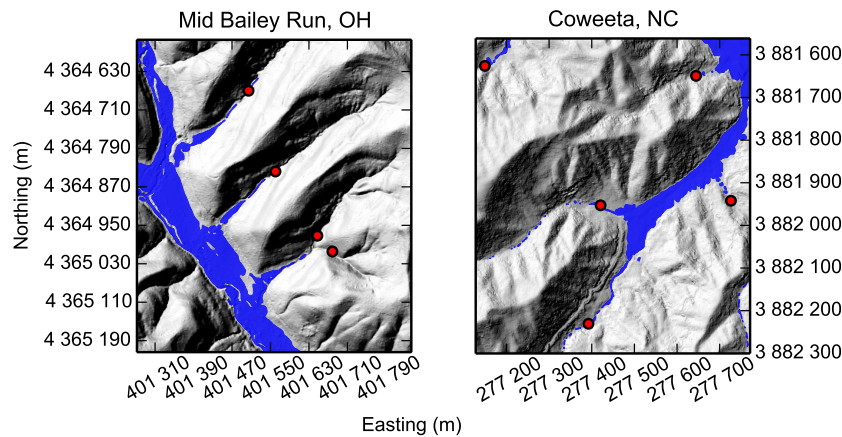 Mid Bailey Run, OH
Coweeta, NC
Northing (m)
4 364 630
4 364 710
4 364 790
4 364 870
4 364 950
4 365 030
4 365 110
4 365 190
3 881 600
3 881 700
3 881 800
3 881 900
3 882 000
3 882 100
3 882 200
3 882 300
401 310
401 390
401 470
401 550
401 630
401 710
401 790
277 200
277 300
277 400
277 500
277 600
277 700
Easting (m)